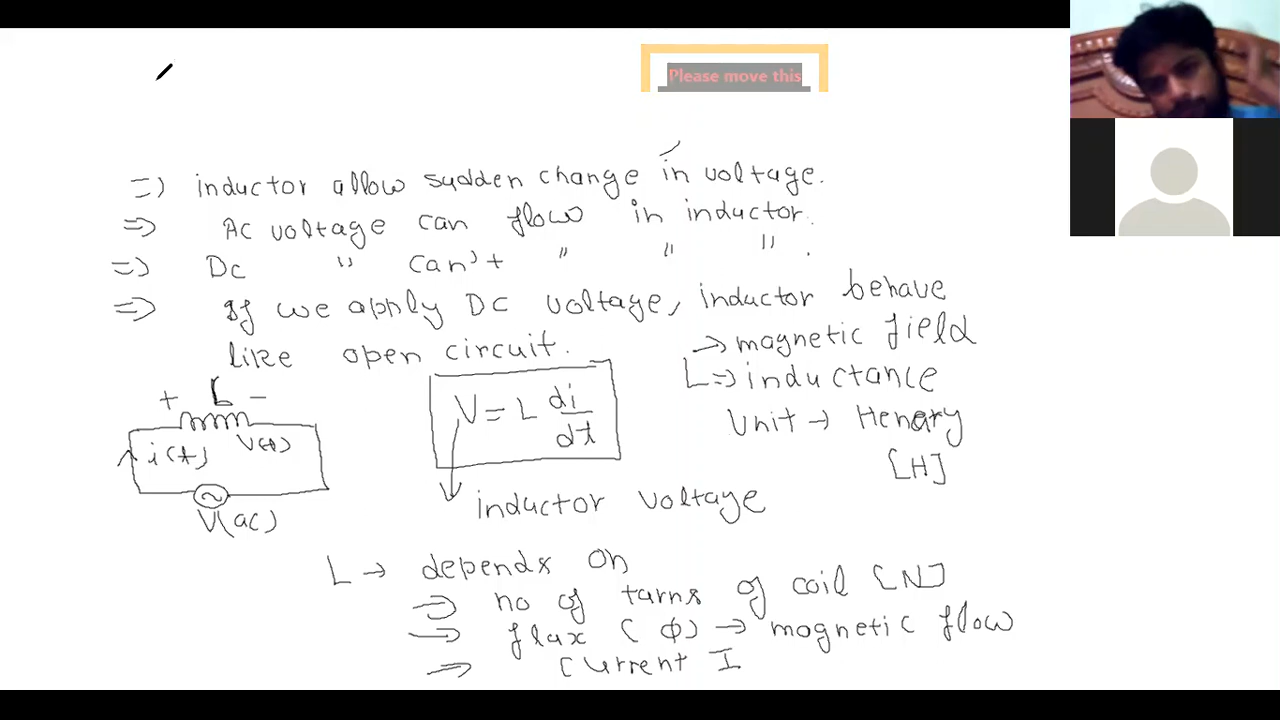 Please move this
=> inductor allow sudden change in voltage.
=> Ac voltage can flow in inductor.
=> Dc " can't " " " .
=> If we apply DC voltage, inductor behave
like open circuit.
-> magnetic field
L => inductance
Unit -> Henary
[H]
+ L -
i(t) V(t)
V(ac)
V = L di/dt
inductor voltage
L -> depends on
=> no of tarns of coil [N]
-> flux ( φ) -> magnetic flow
=> Current I